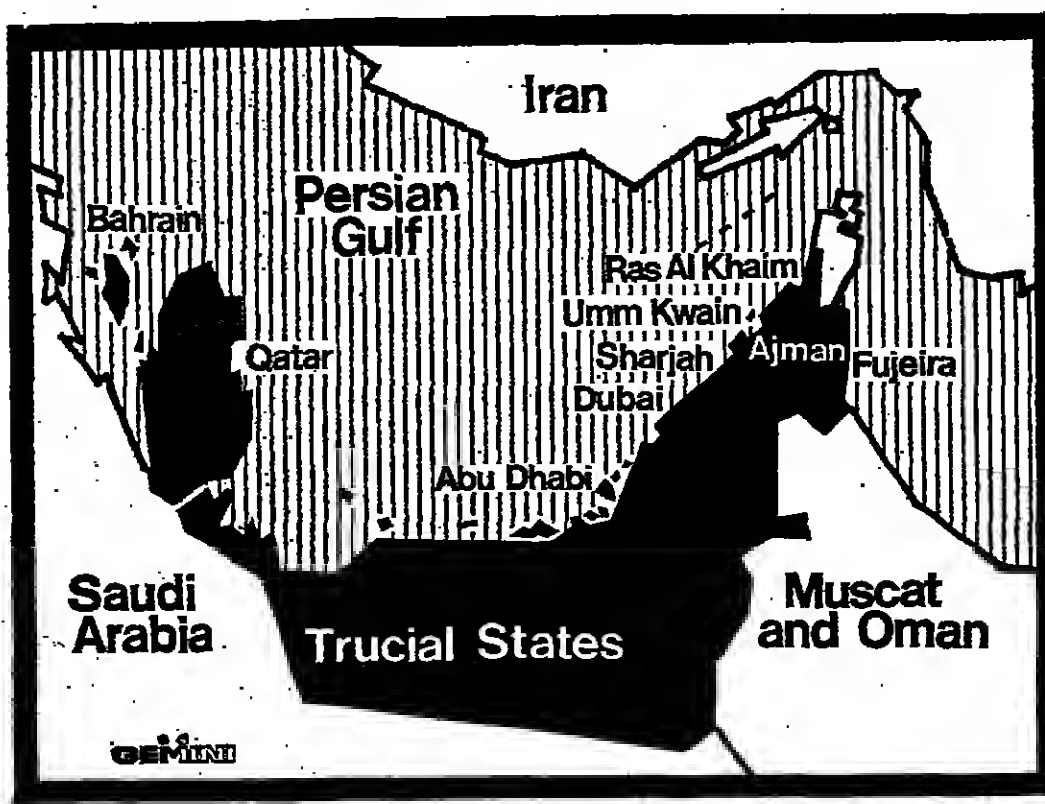 Iran
Persian
Gulf
Bahrain
Ras Al Khaim
Umm Kwain
Qatar
Sharjah
Ajman
Fujeira
Dubai
Abu Dhabi
Saudi
Arabia
Trucial States
Muscat
and Oman
GEMINI